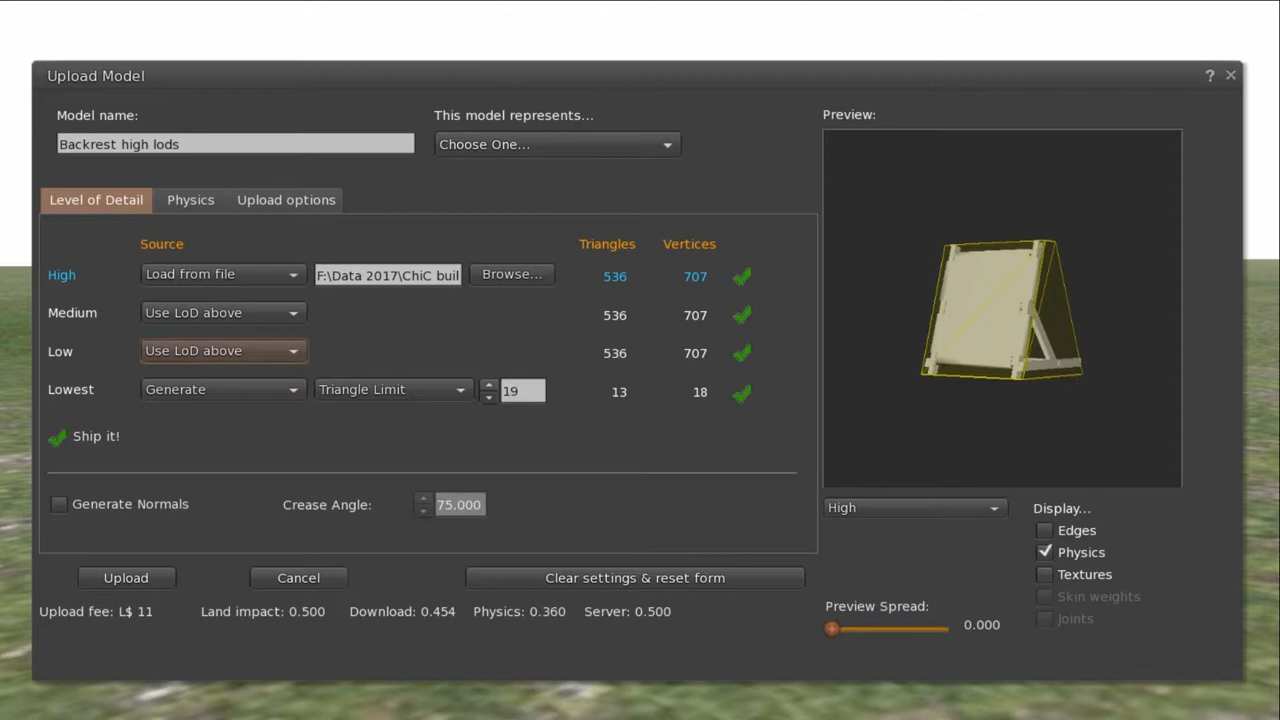 Upload Model
?
Model name:
This model represents...
Preview:
Backrest high lods
Choose One...
Level of Detail
Physics
Upload options
Source
Triangles
Vertices
High
Load from file
F:\Data 2017\ChiC buil
Browse...
536
707
Medium
Use LoD above
536
707
Low
Use LoD above
536
707
Lowest
Generate
Triangle Limit
19
13
18
Ship it!
Generate Normals
Crease Angle:
75.000
High
Display...
Edges
Physics
Textures
Skin weights
Joints
Upload
Cancel
Clear settings & reset form
Upload fee: L$ 11
Land impact: 0.500
Download: 0.454
Physics: 0.360
Server: 0.500
Preview Spread:
0.000